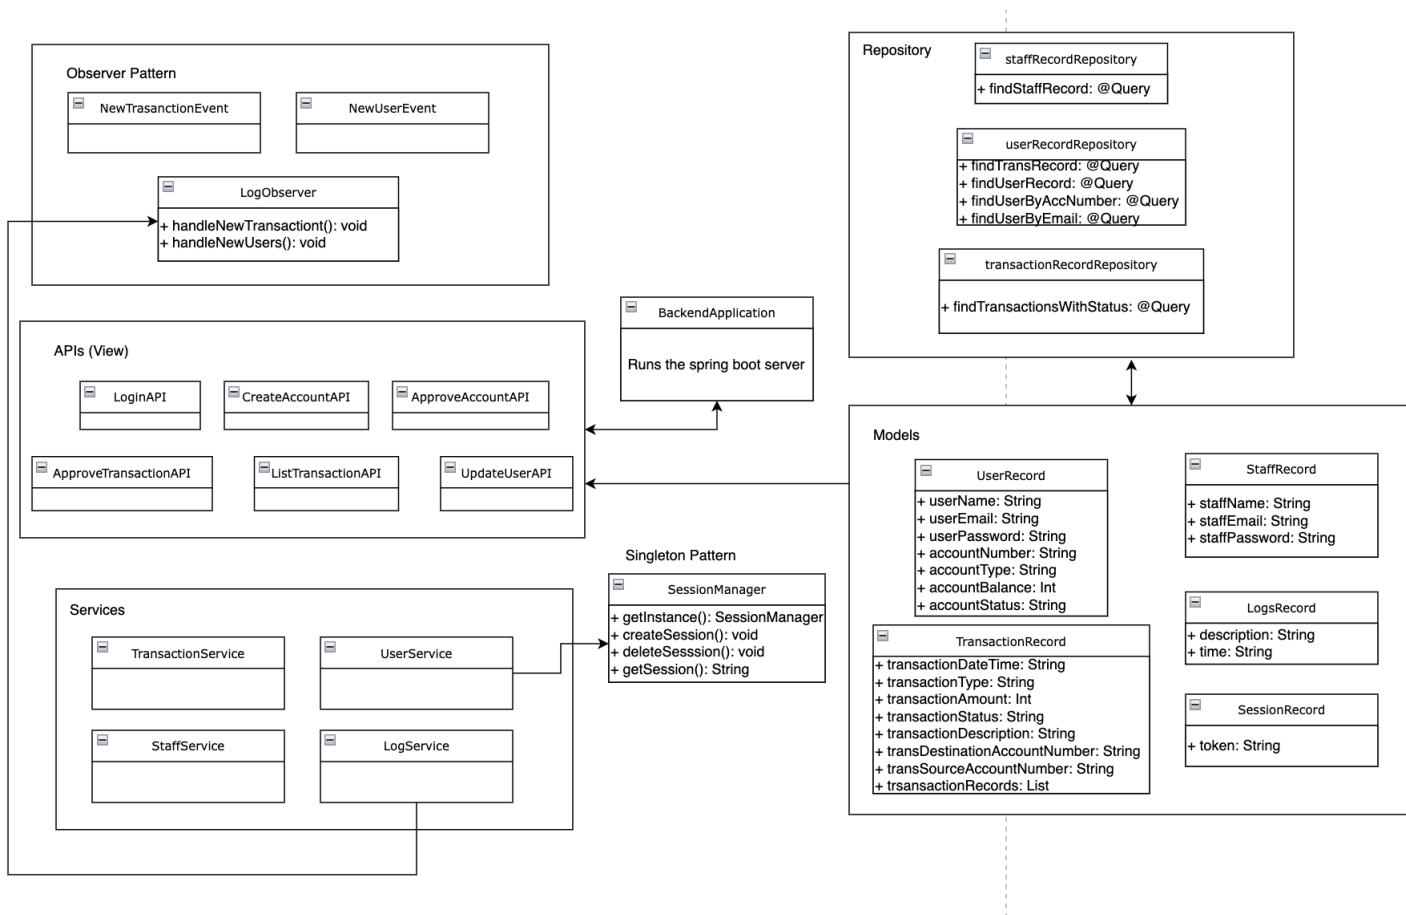 Observer Pattern
NewTrasanctionEvent
NewUserEvent
LogObserver
+ handleNewTransactiont(): void
+ handleNewUsers(): void
APIs (View)
LoginAPI
CreateAccountAPI
ApproveAccountAPI
ApproveTransactionAPI
ListTransactionAPI
UpdateUserAPI
BackendApplication
Runs the spring boot server
Services
TransactionService
UserService
StaffService
LogService
Singleton Pattern
SessionManager
+ getInstance(): SessionManager
+ createSession(): void
+ deleteSesssion(): void
+ getSession(): String
Repository
staffRecordRepository
+ findStaffRecord: @Query
userRecordRepository
+ findTransRecord: @Query
+ findUserRecord: @Query
+ findUserByAccNumber: @Query
+ findUserByEmail: @Query
transactionRecordRepository
+ findTransactionsWithStatus: @Query
Models
UserRecord
+ userName: String
+ userEmail: String
+ userPassword: String
+ accountNumber: String
+ accountType: String
+ accountBalance: Int
+ accountStatus: String
TransactionRecord
+ transactionDateTime: String
+ transactionType: String
+ transactionAmount: Int
+ transactionStatus: String
+ transactionDescription: String
+ transDestinationAccountNumber: String
+ transSourceAccountNumber: String
+ trsansactionRecords: List
StaffRecord
+ staffName: String
+ staffEmail: String
+ staffPassword: String
LogsRecord
+ description: String
+ time: String
SessionRecord
+ token: String